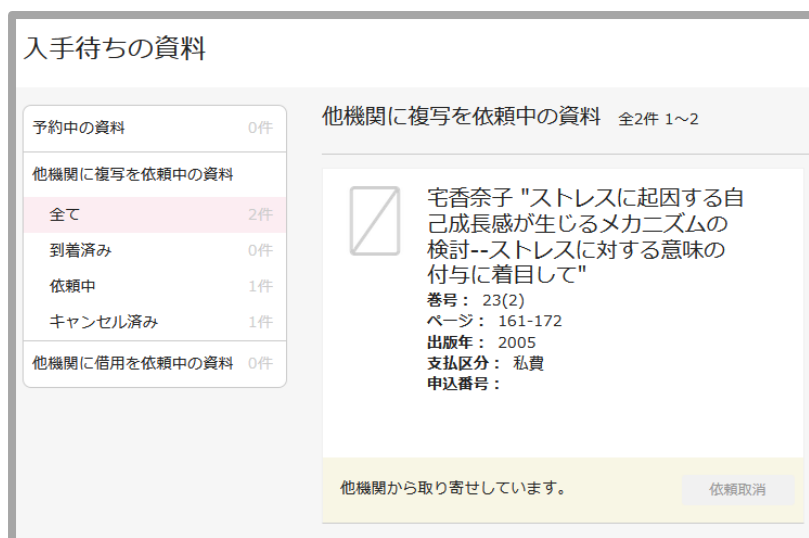 入手待ちの資料
予約中の資料 0件
他機関に複写を依頼中の資料
全て 2件
到着済み 0件
依頼中 1件
キャンセル済み 1件
他機関に借用を依頼中の資料 0件
他機関に複写を依頼中の資料 全2件 1～2
宅香奈子 "ストレスに起因する自
己成長感が生じるメカニズムの
検討--ストレスに対する意味の
付与に着目して"
巻号： 23(2)
ページ： 161-172
出版年： 2005
支払区分： 私費
申込番号：
他機関から取り寄せしています。 依頼取消